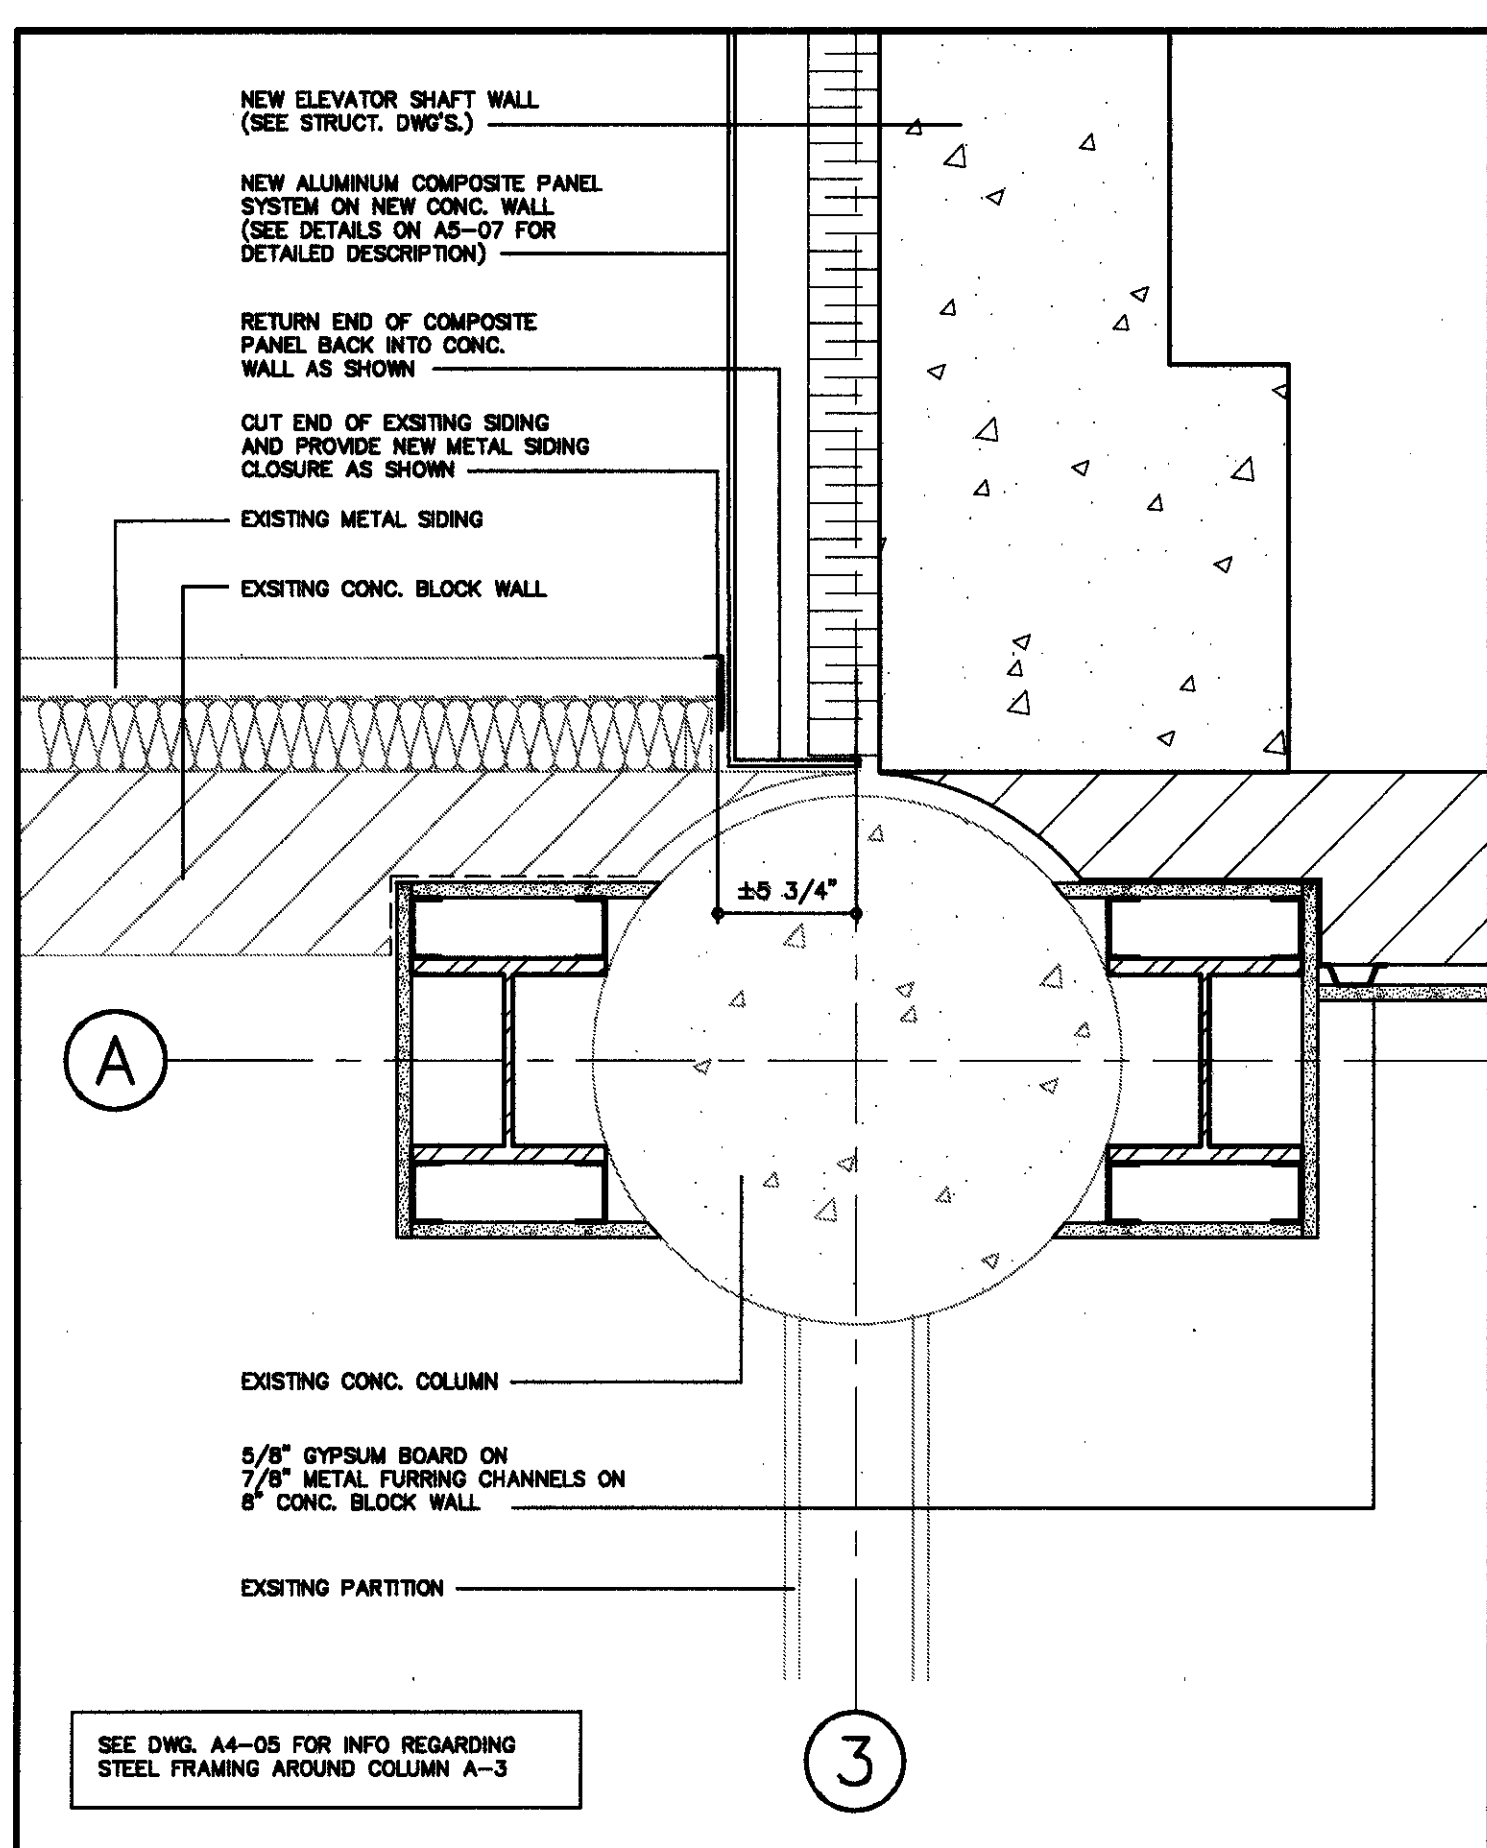 NEW ELEVATOR SHAFT WALL
(SEE STRUCT. DWG'S.)
NEW ALUMINUM COMPOSITE PANEL
SYSTEM ON NEW CONC. WALL
(SEE DETAILS ON A5-07 FOR
DETAILED DESCRIPTION)
RETURN END OF COMPOSITE
PANEL BACK INTO CONC.
WALL AS SHOWN
CUT END OF EXSITING SIDING
AND PROVIDE NEW METAL SIDING
CLOSURE AS SHOWN
EXISTING METAL SIDING
EXSITING CONC. BLOCK WALL
±5 3/4"
A
EXISTING CONC. COLUMN
5/8" GYPSUM BOARD ON
7/8" METAL FURRING CHANNELS ON
8" CONC. BLOCK WALL
EXSITING PARTITION
SEE DWG. A4-05 FOR INFO REGARDING
STEEL FRAMING AROUND COLUMN A-3
3